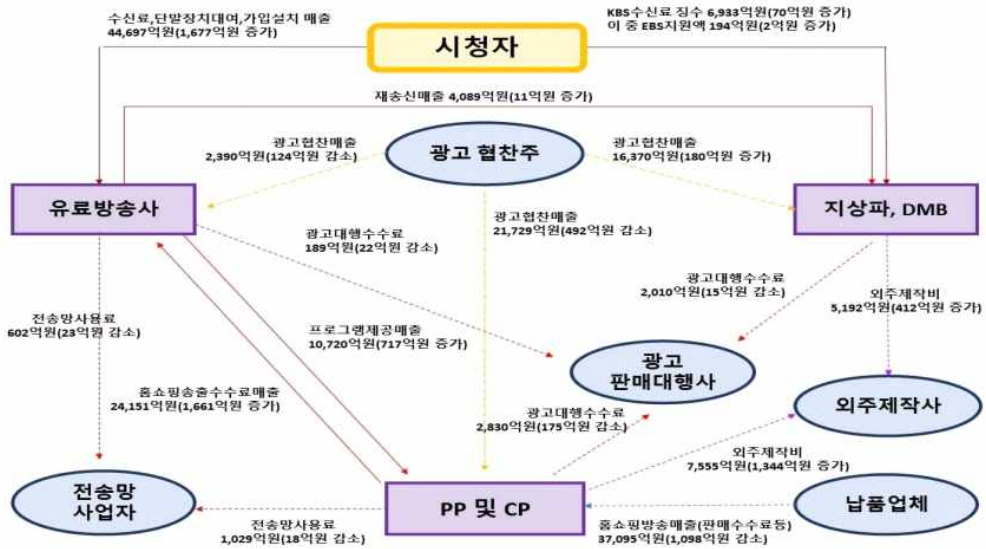 수신료,단말장치대여,가입설치 매출
44,697억원(1,677억원 증가)
시청자
KBS수신료 징수 6,933억원(70억원 증가)
이 중 EBS지원액 194억원(2억원 증가)
재송신매출 4,089억원(11억원 증가)
광고협찬매출
2,390억원(124억원 감소)
광고 협찬주
광고협찬매출
16,370억원(180억원 증가)
유료방송사
지상파, DMB
광고협찬매출
21,729억원(492억원 감소)
광고대행수수료
189억원(22억원 감소)
광고대행수수료
2,010억원(15억원 감소)
외주제작비
5,192억원(412억원 증가)
전송망사용료
602억원(23억원 감소)
프로그램제공매출
10,720억원(717억원 증가)
광고
판매대행사
홈쇼핑송출수수료매출
24,151억원(1,661억원 증가)
외주제작사
광고대행수수료
2,830억원(175억원 감소)
외주제작비
7,555억원(1,344억원 증가)
전송망
사업자
PP 및 CP
납품업체
전송망사용료
1,029억원(18억원 감소)
홈쇼핑방송매출(판매수수료등)
37,095억원(1,098억원 감소)